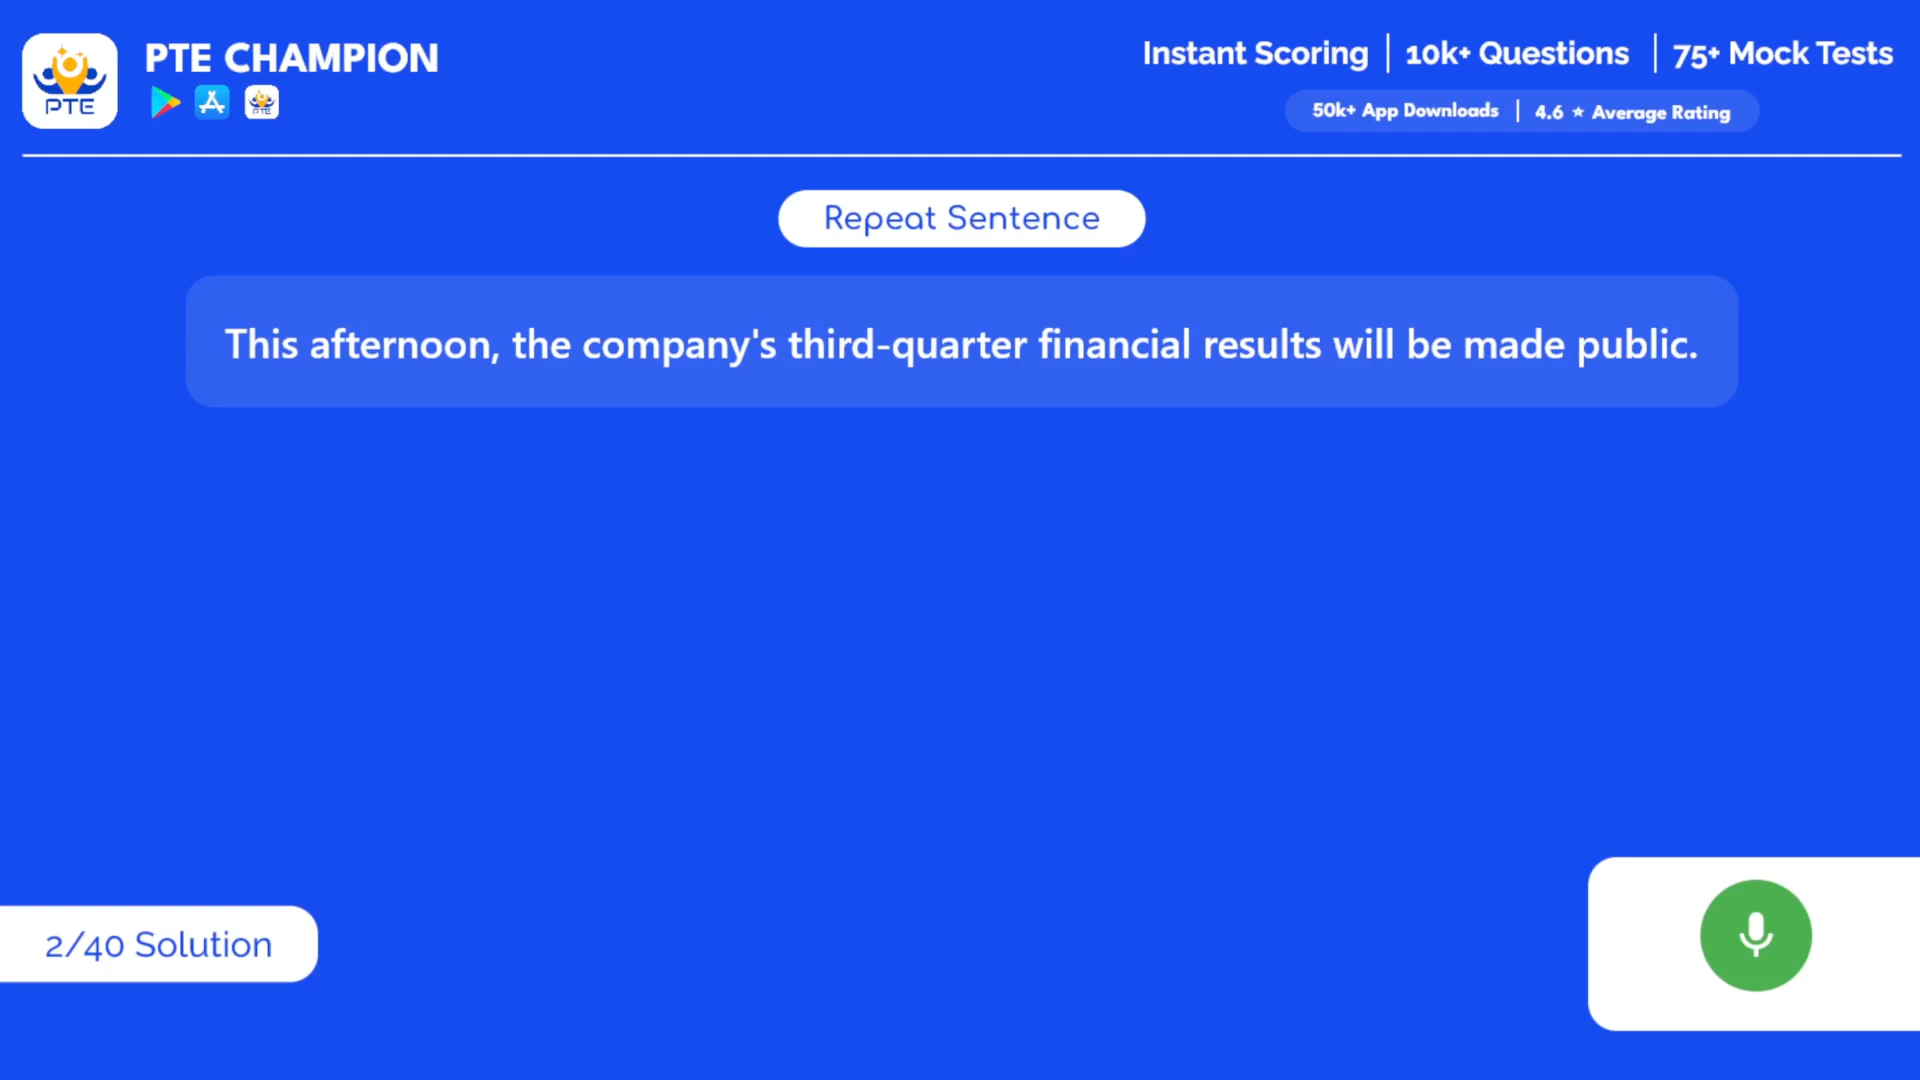 PTE CHAMPION
PTE
PTE
Instant Scoring | 10k+ Questions | 75+ Mock Tests
50k+ App Downloads | 4.6 ★ Average Rating
Repeat Sentence
This afternoon, the company's third-quarter financial results will be made public.
2/40 Solution